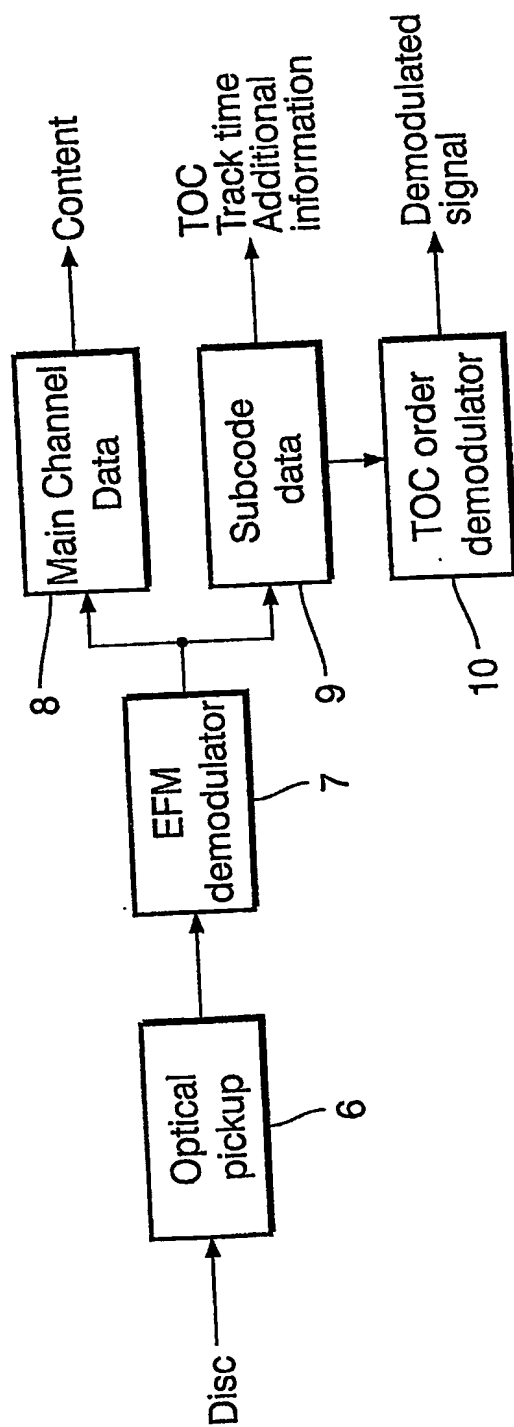 Disc
Optical
pickup
6
EFM
demodulator
7
8
Main Channel
Data
Content
Subcode
data
9
TOC
Track time
Additional
information
TOC order
demodulator
10
Demodulated
signal